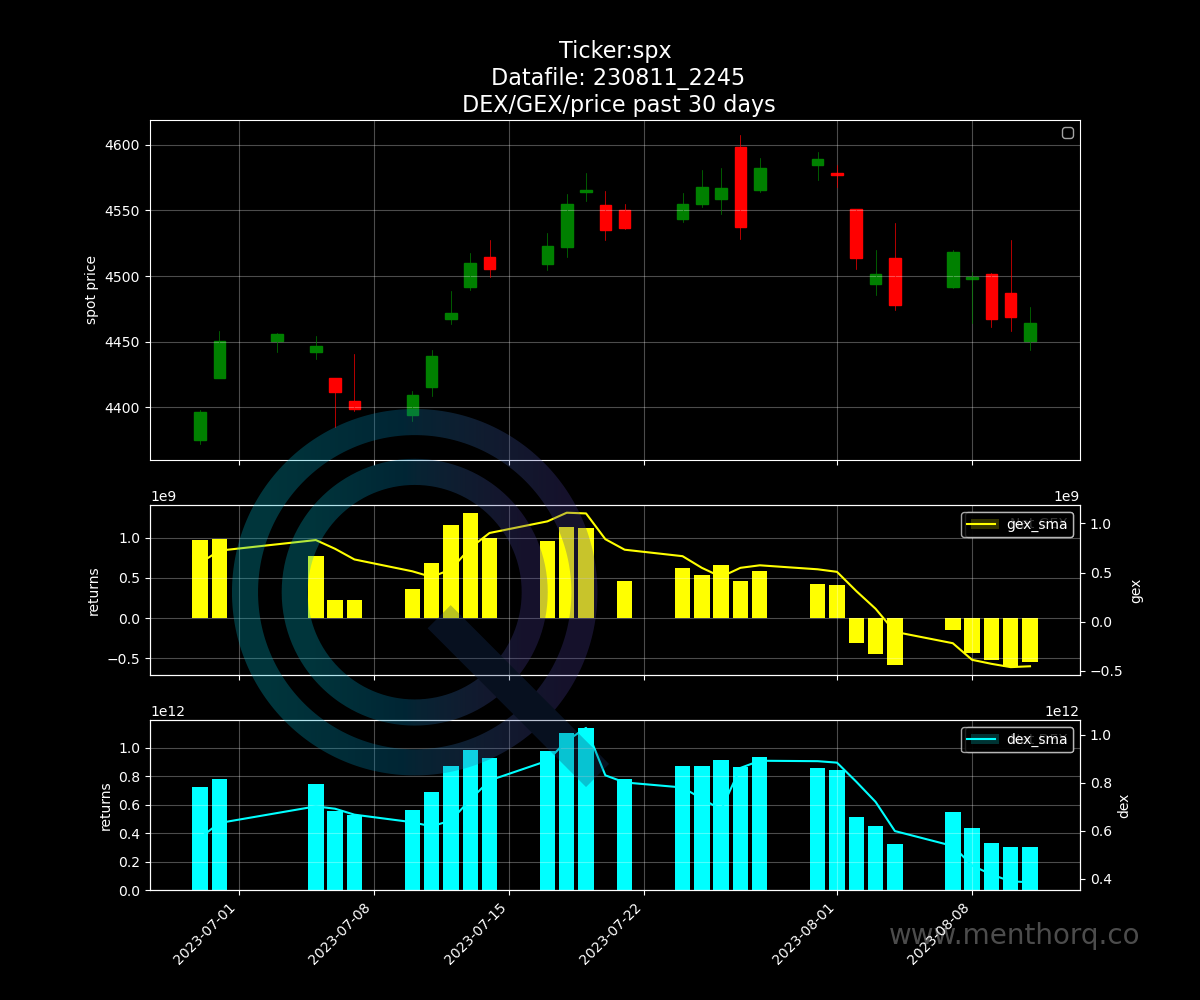 Ticker:spx
Datafile: 230811_2245
DEX/GEX/price past 30 days
4600
4550
4500
4450
4400
spot price
1e9
1e9
gex_sma
1.0
0.5
0.0
−0.5
returns
1.0
0.5
0.0
−0.5
gex
1e12
1e12
dex_sma
1.0
0.8
0.6
0.4
0.2
0.0
returns
1.0
0.8
0.6
0.4
dex
2023-07-01
2023-07-08
2023-07-15
2023-07-22
2023-08-01
2023-08-08
www.menthorq.co